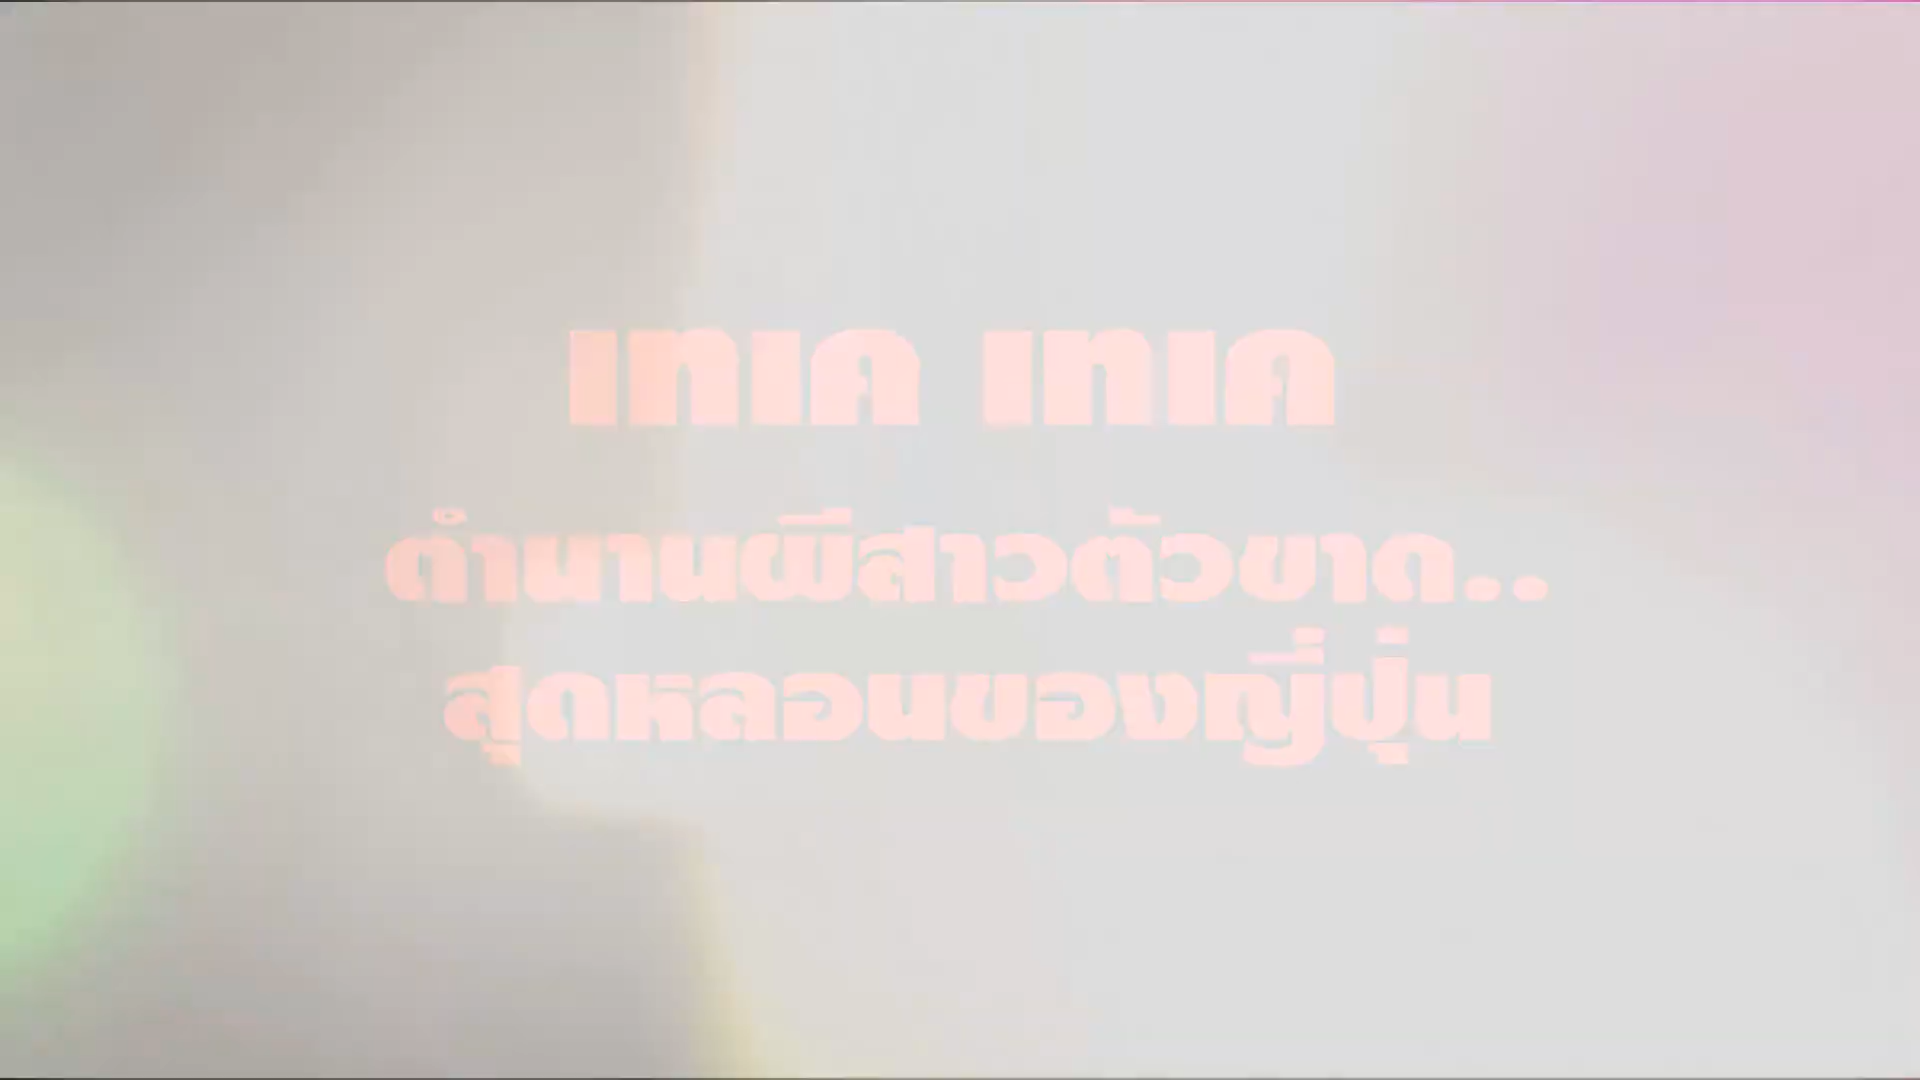 เทเค เทเค
ตำนานผีสาวตัวขาด..
สุดหลอนของญี่ปุ่น